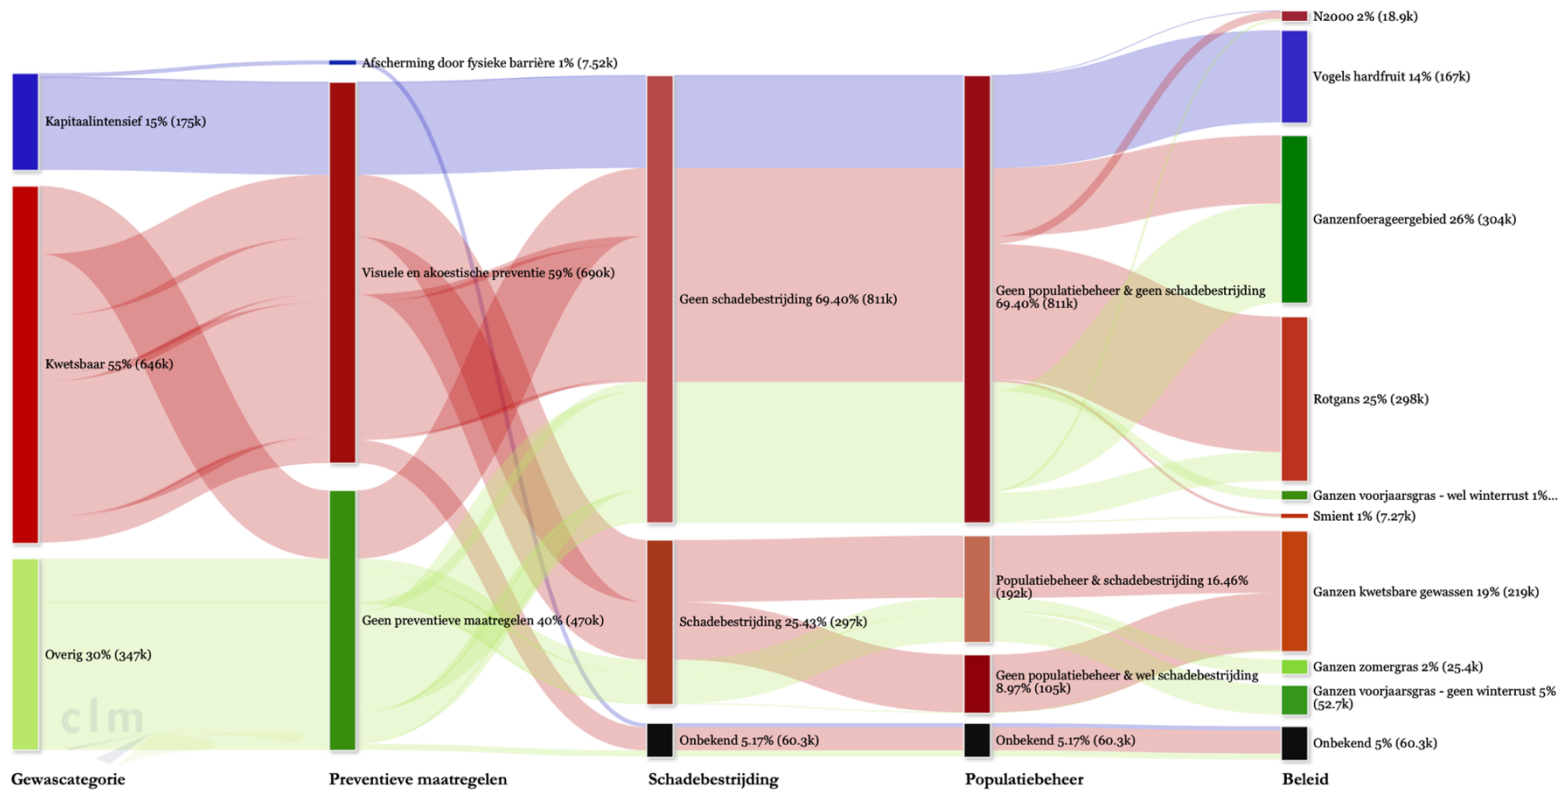 N2000 2% (18.9k)
Afscherming door fysieke barrière 1% (7.52k)
Vogels hardfruit 14% (167k)
Kapitaalintensief 15% (175k)
Ganzenfoerageergebied 26% (304k)
Visuele en akoestische preventie 59% (690k)
Geen schadebestrijding 69.40% (811k)
Geen populatiebeheer & geen schadebestrijding
69.40% (811k)
Kwetsbaar 55% (646k)
Rotgans 25% (298k)
Ganzen voorjaarsgras - wel winterrust 1%...
Smient 1% (7.27k)
Populatiebeheer & schadebestrijding 16.46%
(192k)
Ganzen kwetsbare gewassen 19% (219k)
Geen preventieve maatregelen 40% (470k)
Schadebestrijding 25.43% (297k)
Overig 30% (347k)
Ganzen zomergras 2% (25.4k)
Geen populatiebeheer & wel schadebestrijding
8.97% (105k)
Ganzen voorjaarsgras - geen winterrust 5%
(52.7k)
clm
Onbekend 5.17% (60.3k)
Onbekend 5.17% (60.3k)
Onbekend 5% (60.3k)
Gewascategorie
Preventieve maatregelen
Schadebestrijding
Populatiebeheer
Beleid